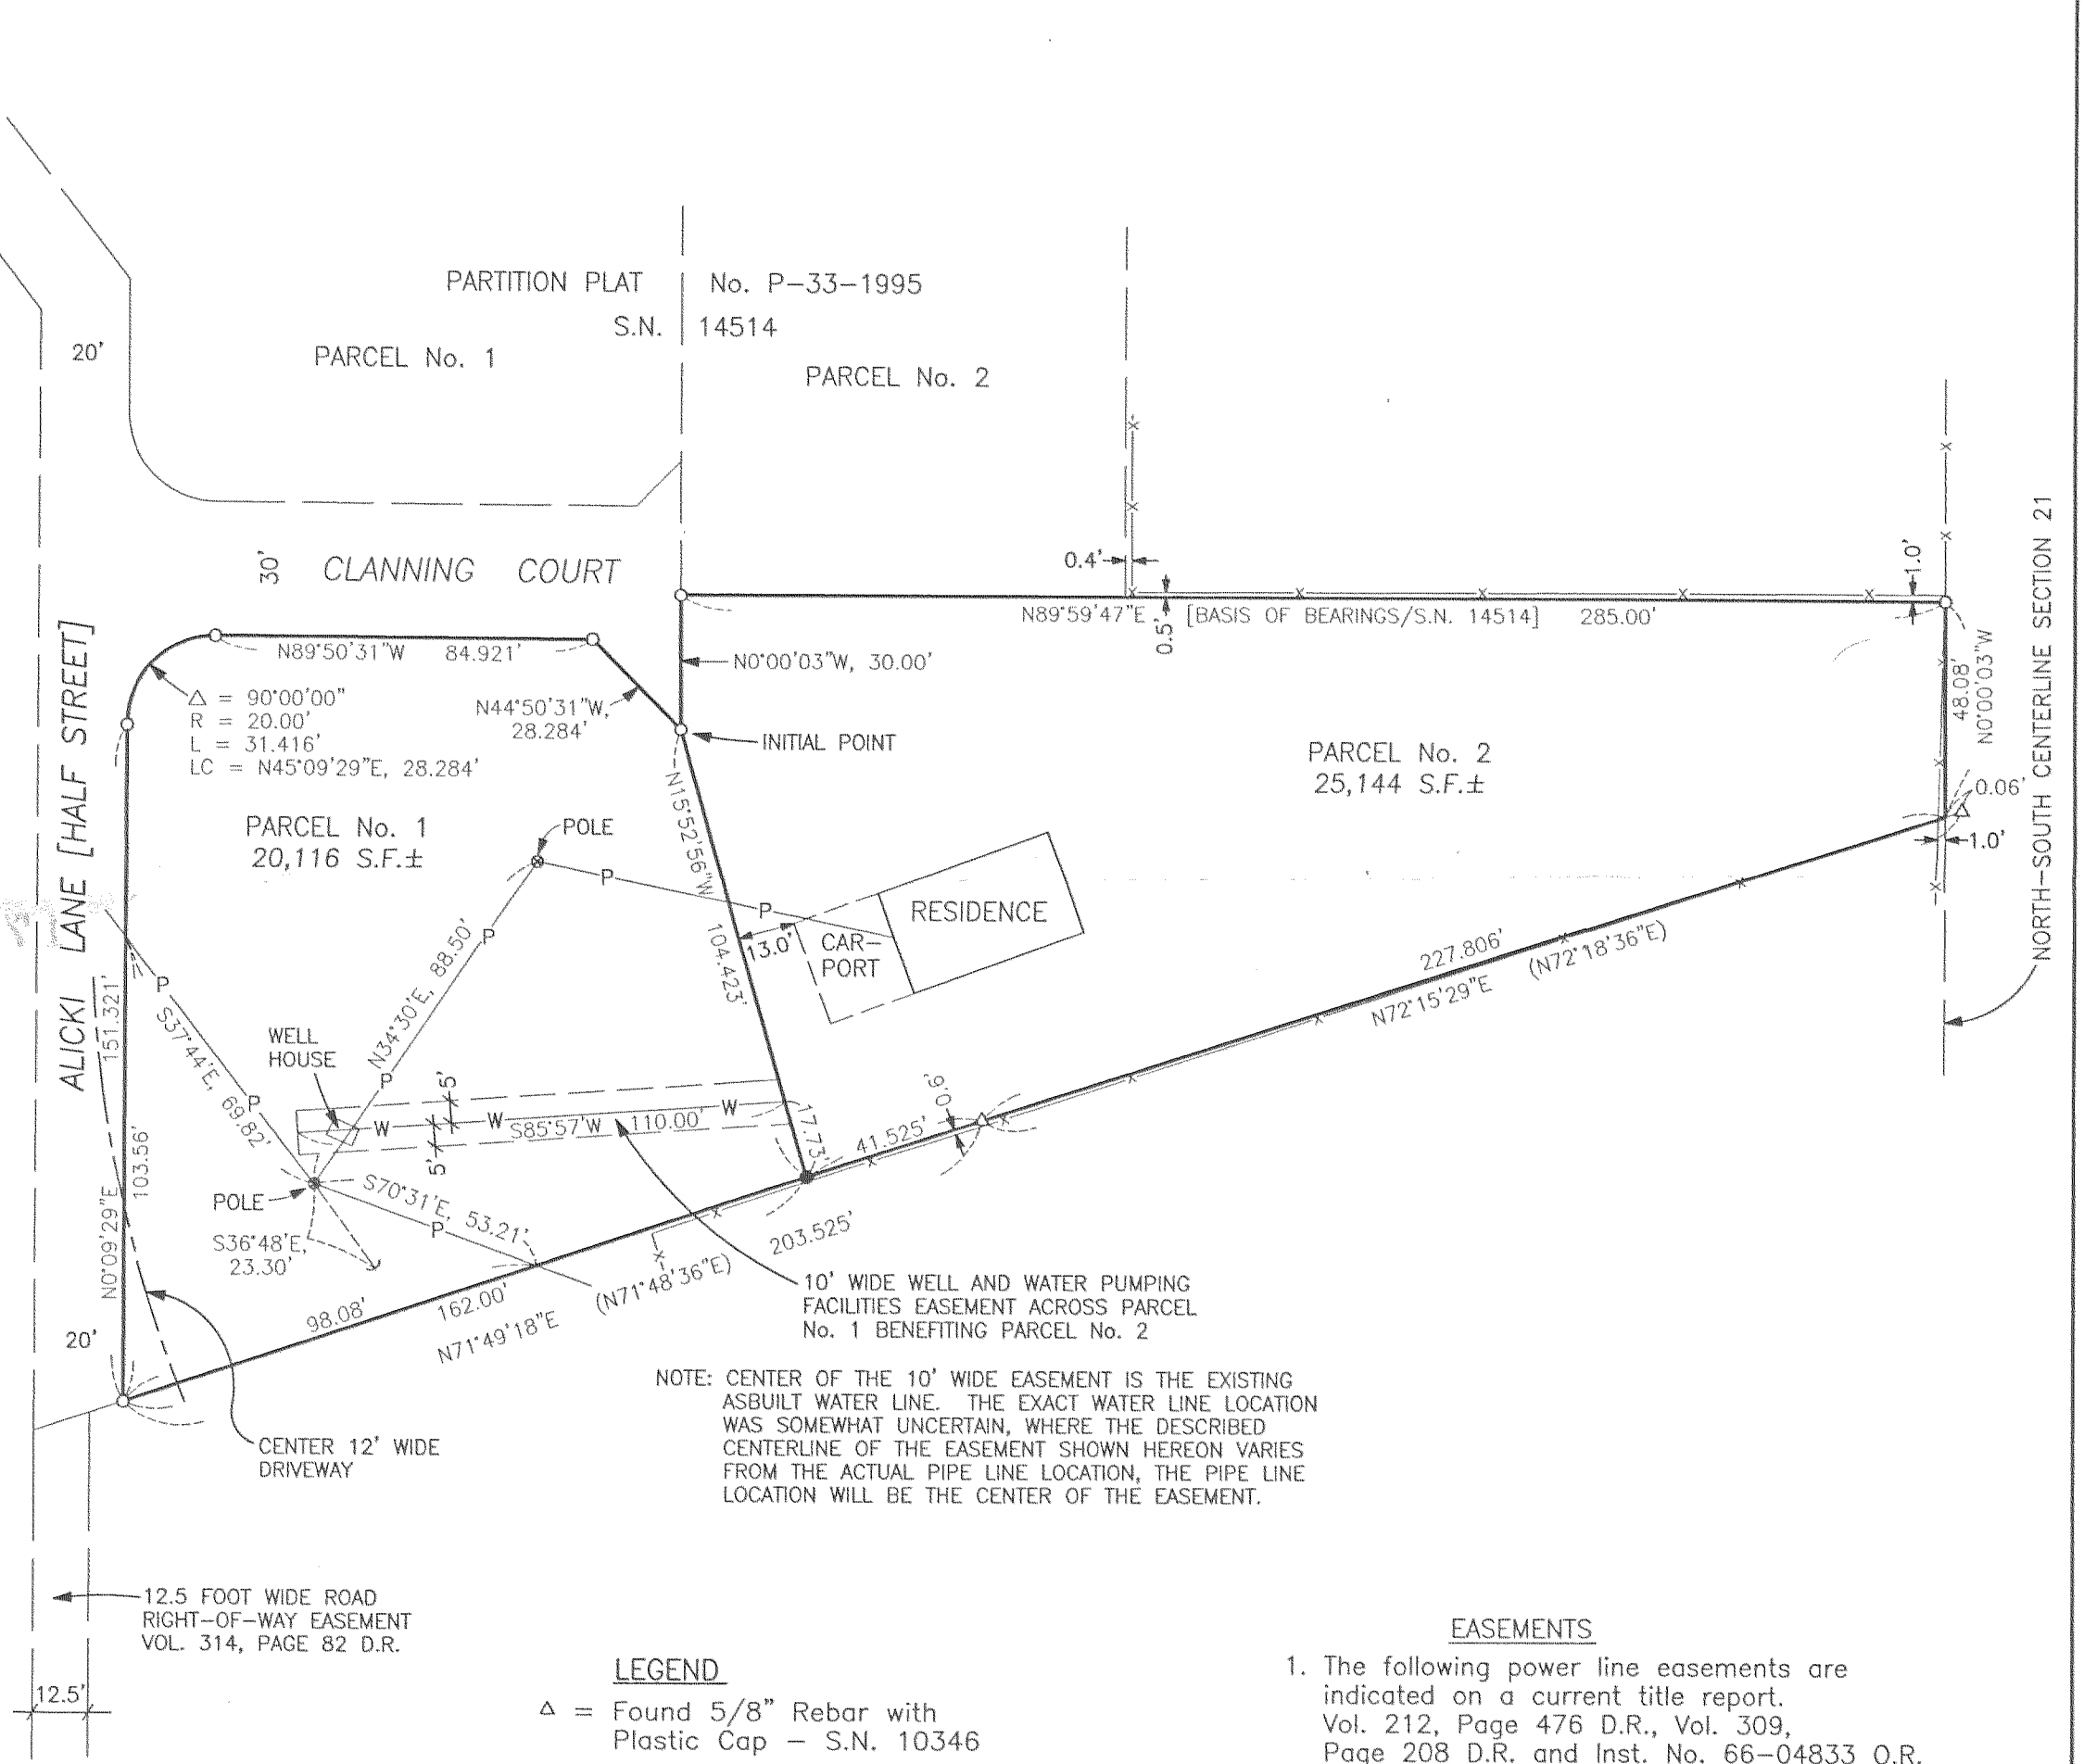 PARTITION PLAT No. P-33-1995
S.N. 14514
PARCEL No. 1
PARCEL No. 2
20'
30'
CLANNING COURT
ALICKI LANE [HALF STREET]
0.4'
1.0'
0.5'
N89°59'47"E [BASIS OF BEARINGS/S.N. 14514] 285.00'
N89°50'31"W 84.921'
N0°00'03"W, 30.00'
N44°50'31"W,
28.284'
△ = 90°00'00"
R = 20.00'
L = 31.416'
LC = N45°09'29"E, 28.284'
INITIAL POINT
48.08'
N0°00'03"W
NORTH-SOUTH CENTERLINE SECTION 21
PARCEL No. 2
25,144 S.F.±
0.06'
1.0'
PARCEL No. 1
20,116 S.F.±
POLE
P
P
N15°52'56"W
104.423'
13.0'
CAR-
PORT
RESIDENCE
P
N34°30'E, 88.50'
P
P
S37°44'E, 69.82'
P
151.321'
103.56'
N0°09'29"E
WELL
HOUSE
5'
5'
W
W
W
S85°57'W 110.00'
17.73'
41.525'
0.9'
227.806'
N72°15'29"E (N72°18'36"E)
POLE
S70°31'E, 53.21'
P
S36°48'E,
23.30'
98.08'
162.00'
203.525'
N71°49'18"E (N71°48'36"E)
20'
10' WIDE WELL AND WATER PUMPING
FACILITIES EASEMENT ACROSS PARCEL
No. 1 BENEFITING PARCEL No. 2
NOTE: CENTER OF THE 10' WIDE EASEMENT IS THE EXISTING
ASBUILT WATER LINE. THE EXACT WATER LINE LOCATION
WAS SOMEWHAT UNCERTAIN, WHERE THE DESCRIBED
CENTERLINE OF THE EASEMENT SHOWN HEREON VARIES
FROM THE ACTUAL PIPE LINE LOCATION, THE PIPE LINE
LOCATION WILL BE THE CENTER OF THE EASEMENT.
CENTER 12' WIDE
DRIVEWAY
12.5 FOOT WIDE ROAD
RIGHT-OF-WAY EASEMENT
VOL. 314, PAGE 82 D.R.
12.5'
LEGEND
△ = Found 5/8" Rebar with
Plastic Cap - S.N. 10346
EASEMENTS
1. The following power line easements are
indicated on a current title report.
Vol. 212, Page 476 D.R., Vol. 309,
Page 208 D.R. and Inst. No. 66-04833 O.R.